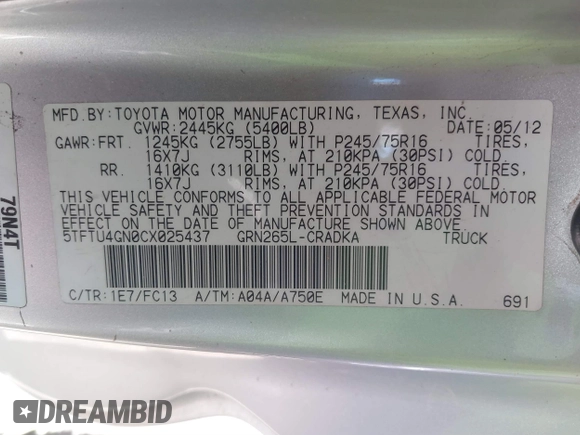 MFD.BY:TOYOTA MOTOR MANUFACTURING, TEXAS, INC.
GVWR:2445KG (5400LB) DATE:05/12
GAWR:FRT. 1245KG (2755LB) WITH P245/75R16 TIRES,
16X7J RIMS, AT 210KPA (30PSI) COLD.
RR. 1410KG (3110LB) WITH P245/75R16 TIRES,
16X7J RIMS, AT 210KPA (30PSI) COLD.
THIS VEHICLE CONFORMS TO ALL APPLICABLE FEDERAL MOTOR
VEHICLE SAFETY AND THEFT PREVENTION STANDARDS IN
EFFECT ON THE DATE OF MANUFACTURE SHOWN ABOVE.
5TFTU4GN0CX025437 GRN265L-CRADKA TRUCK
C/TR:1E7/FC13 A/TM:A04A/A750E MADE IN U.S.A.
691
79N4T
DREAMBID